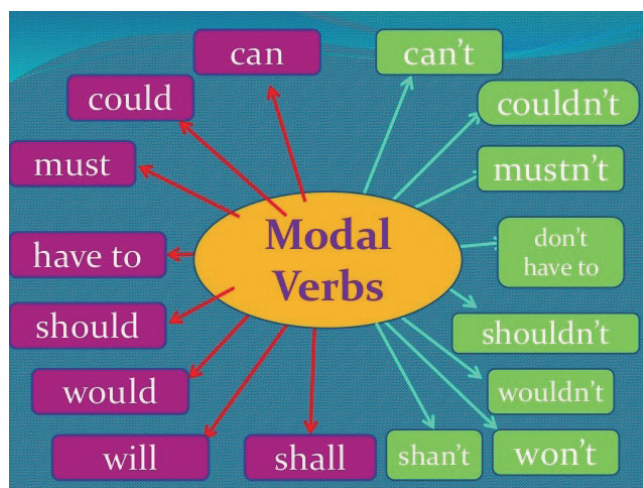 can
can't
could
couldn't
must
mustn't
Modal
Verbs
have to
don't
have to
should
shouldn't
would
wouldn't
will
shall
shan't
won't